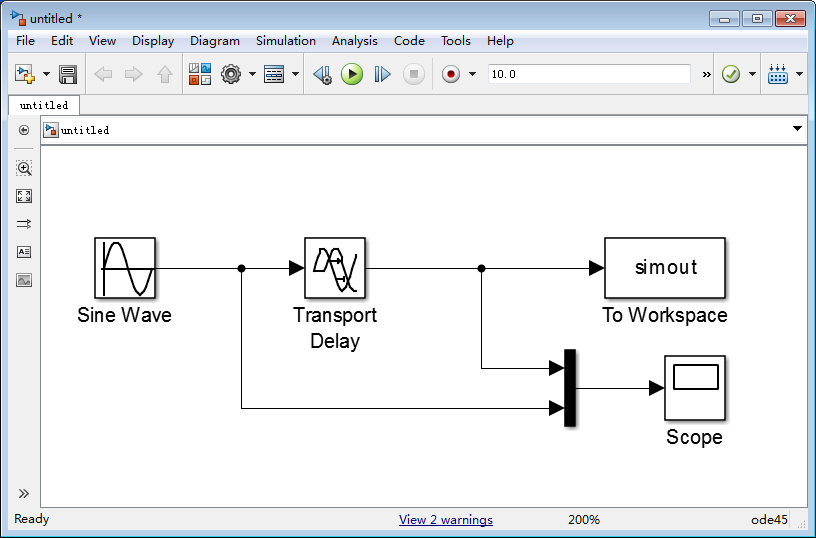 untitled *
File Edit View Display Diagram Simulation Analysis Code Tools Help
10.0 »
untitled
untitled
simout
Sine Wave
Transport
Delay
To Workspace
Scope
Ready View 2 warnings 200% ode45